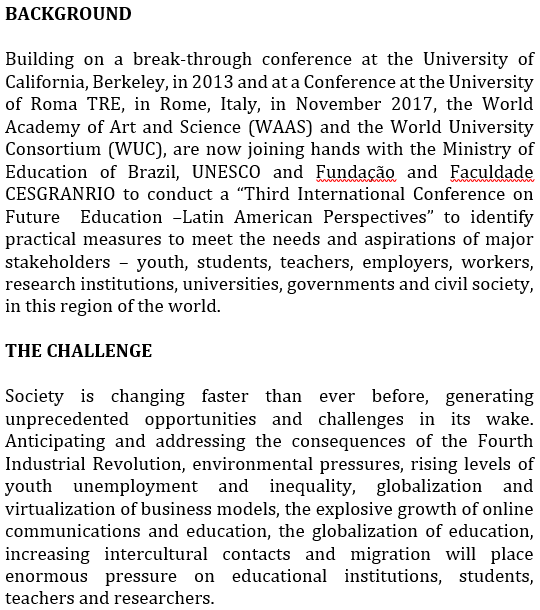 BACKGROUND
Building on a break-through conference at the University of
California, Berkeley, in 2013 and at a Conference at the University
of Roma TRE, in Rome, Italy, in November 2017, the World
Academy of Art and Science (WAAS) and the World University
Consortium (WUC), are now joining hands with the Ministry of
Education of Brazil, UNESCO and Fundação and Faculdade
CESGRANRIO to conduct a “Third International Conference on
Future Education –Latin American Perspectives” to identify
practical measures to meet the needs and aspirations of major
stakeholders – youth, students, teachers, employers, workers,
research institutions, universities, governments and civil society,
in this region of the world.
THE CHALLENGE
Society is changing faster than ever before, generating
unprecedented opportunities and challenges in its wake.
Anticipating and addressing the consequences of the Fourth
Industrial Revolution, environmental pressures, rising levels of
youth unemployment and inequality, globalization and
virtualization of business models, the explosive growth of online
communications and education, the globalization of education,
increasing intercultural contacts and migration will place
enormous pressure on educational institutions, students,
teachers and researchers.